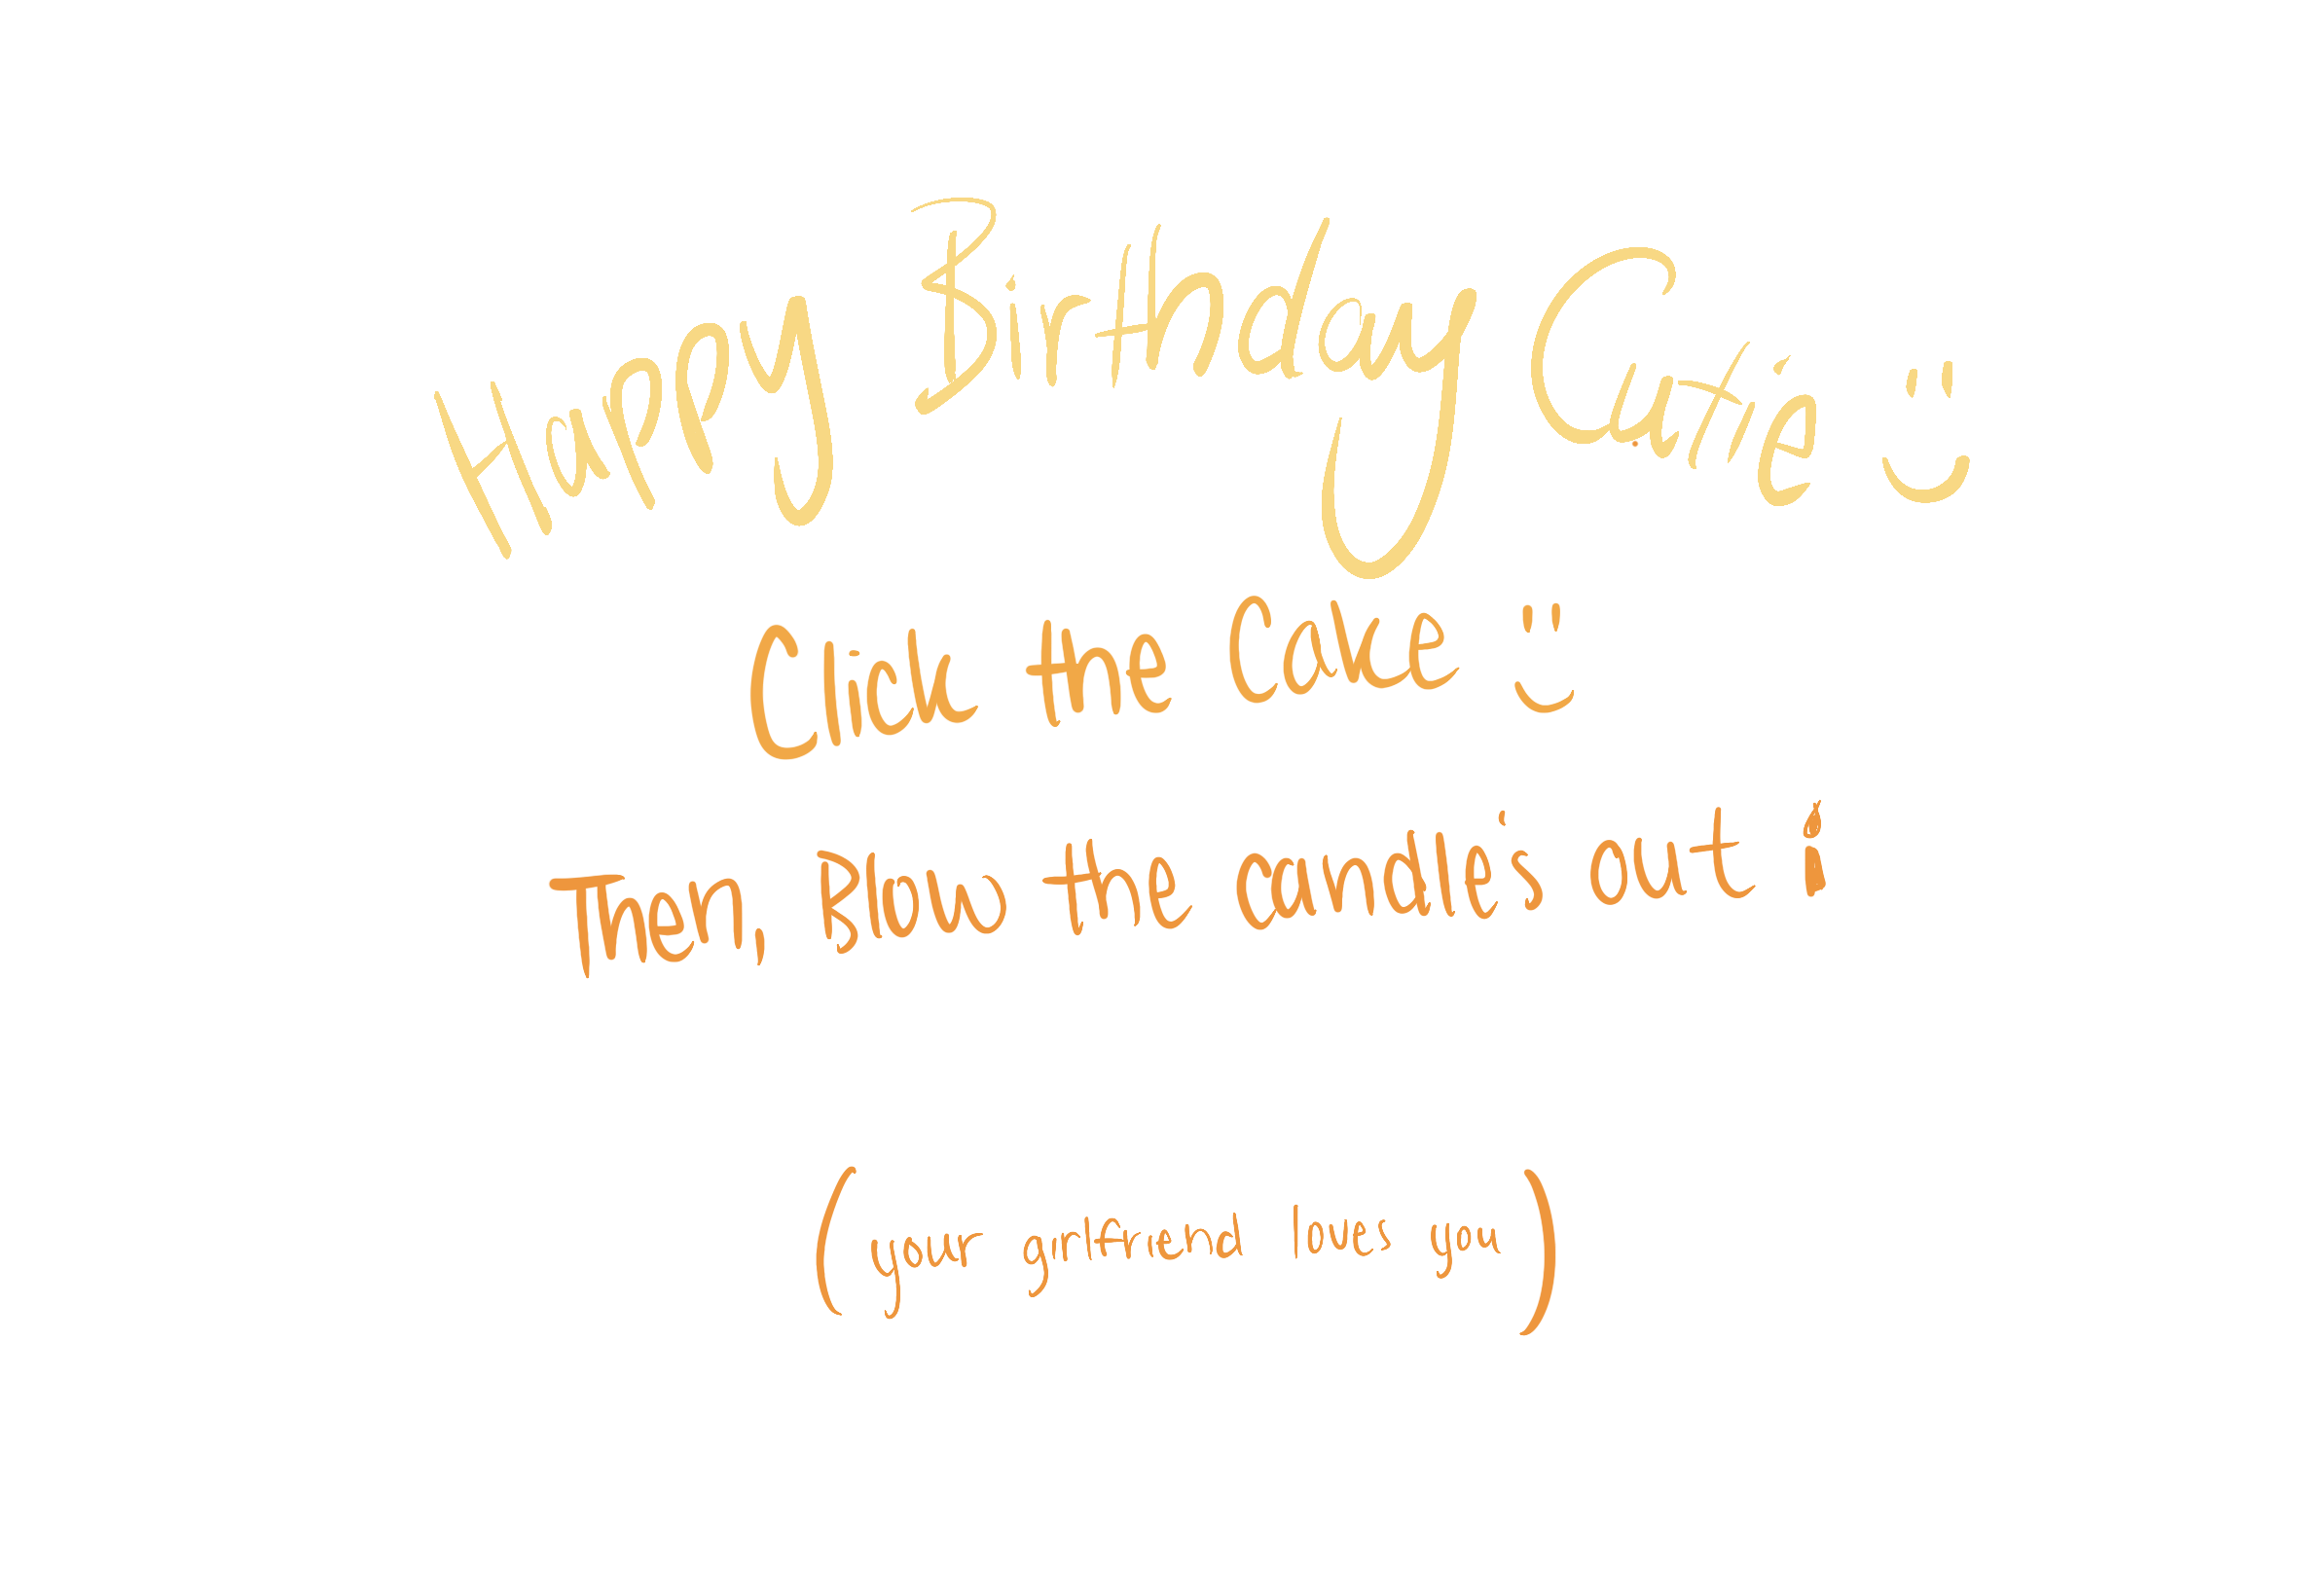 Happy Birthday Cutie
Click the Cake
Then, Blow the candle's out
(your girlfriend loves you)